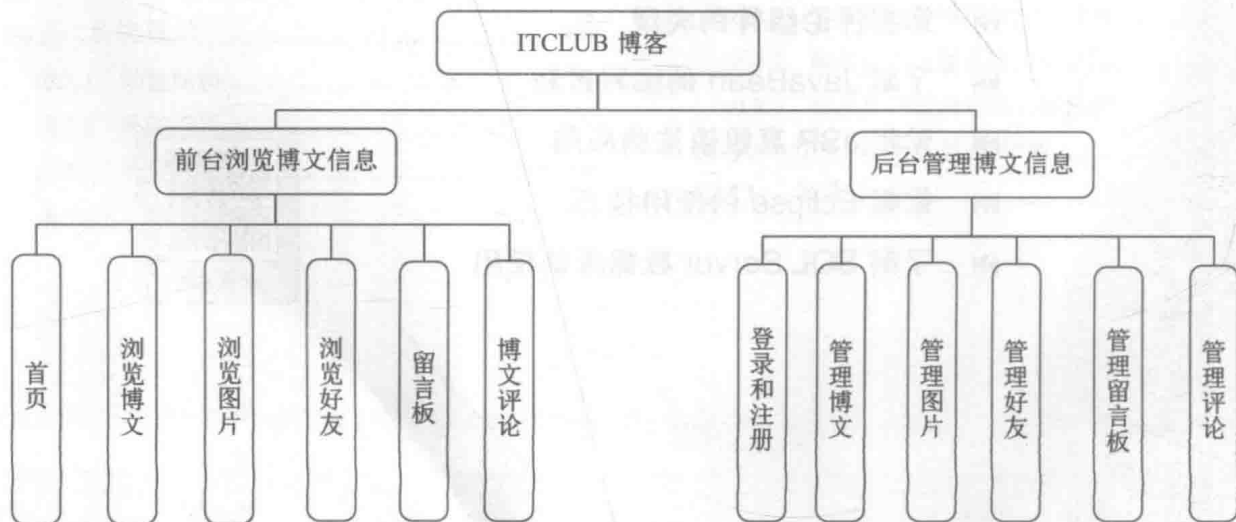 ITCLUB 博客
前台浏览博文信息
后台管理博文信息
首页
浏览博文
浏览图片
浏览好友
留言板
博文评论
登录和注册
管理博文
管理图片
管理好友
管理留言板
管理评论